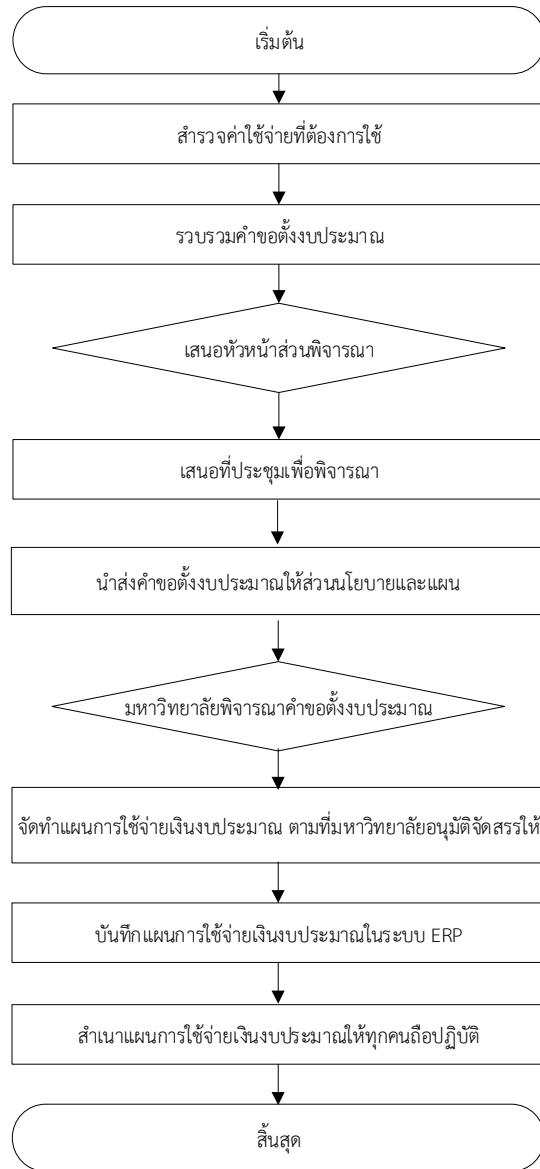 เริ่มต้น
สำรวจค่าใช้จ่ายที่ต้องการใช้
รวบรวมคำขอตั้งงบประมาณ
เสนอหัวหน้าส่วนพิจารณา
เสนอที่ประชุมเพื่อพิจารณา
นำส่งคำขอตั้งงบประมาณให้ส่วนนโยบายและแผน
มหาวิทยาลัยพิจารณาคำขอตั้งงบประมาณ
จัดทำแผนการใช้จ่ายเงินงบประมาณ ตามที่มหาวิทยาลัยอนุมัติจัดสรรให้
บันทึกแผนการใช้จ่ายเงินงบประมาณในระบบ ERP
สำเนาแผนการใช้จ่ายเงินงบประมาณให้ทุกคนถือปฏิบัติ
สิ้นสุด